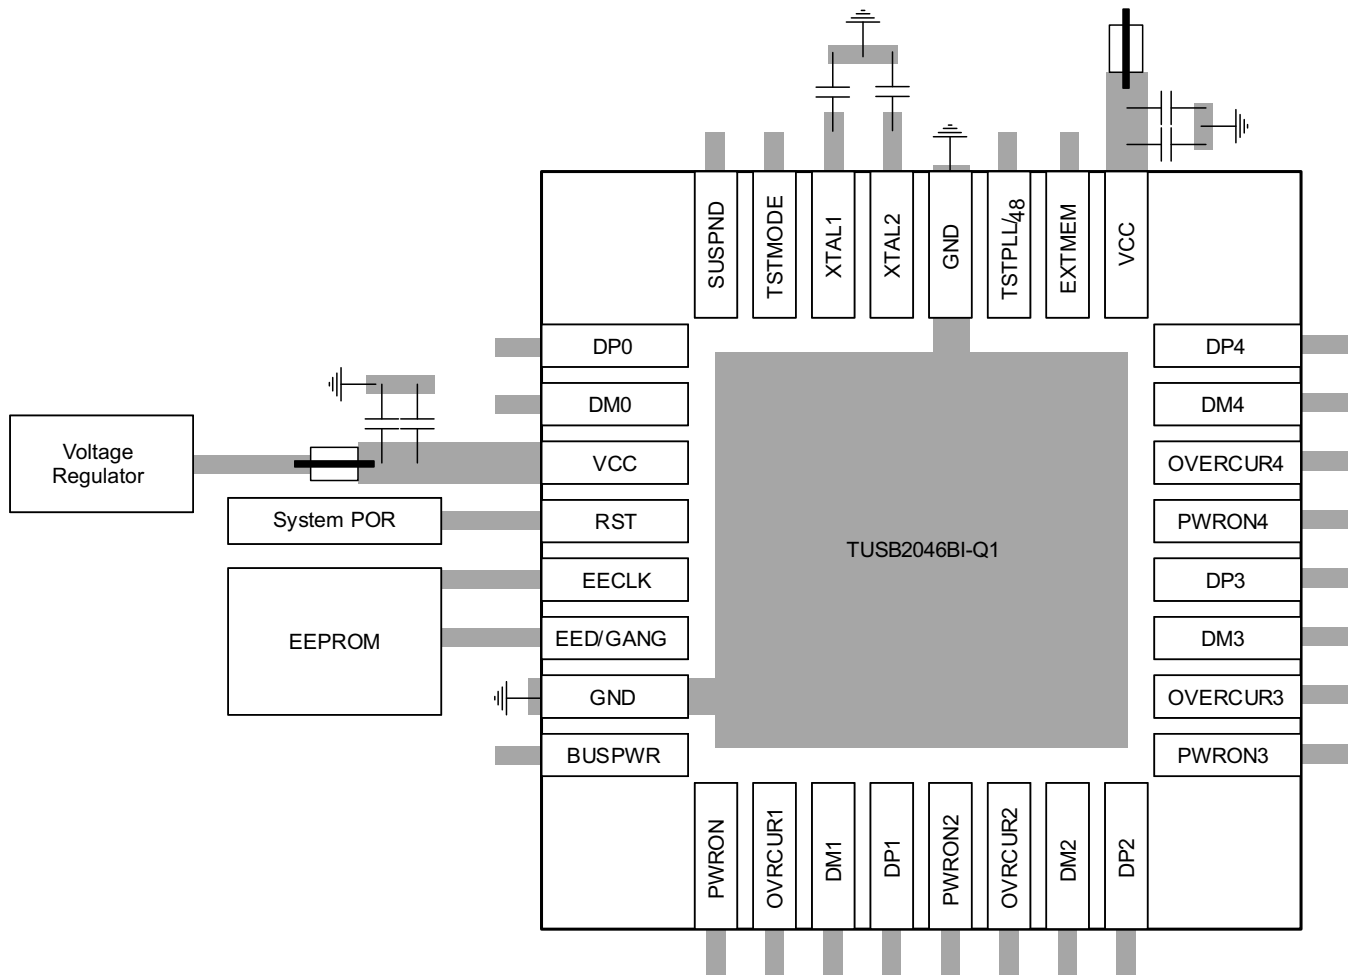 SUSPND
TSTMODE
XTAL1
XTAL2
GND
TSTPLL/48
EXTMEM
VCC
DP0
DM0
VCC
RST
EECLK
EED/GANG
GND
BUSPWR
Voltage
Regulator
System POR
EEPROM
TUSB2046BI-Q1
DP4
DM4
OVERCUR4
PWRON4
DP3
DM3
OVERCUR3
PWRON3
PWRON
OVRCUR1
DM1
DP1
PWRON2
OVRCUR2
DM2
DP2